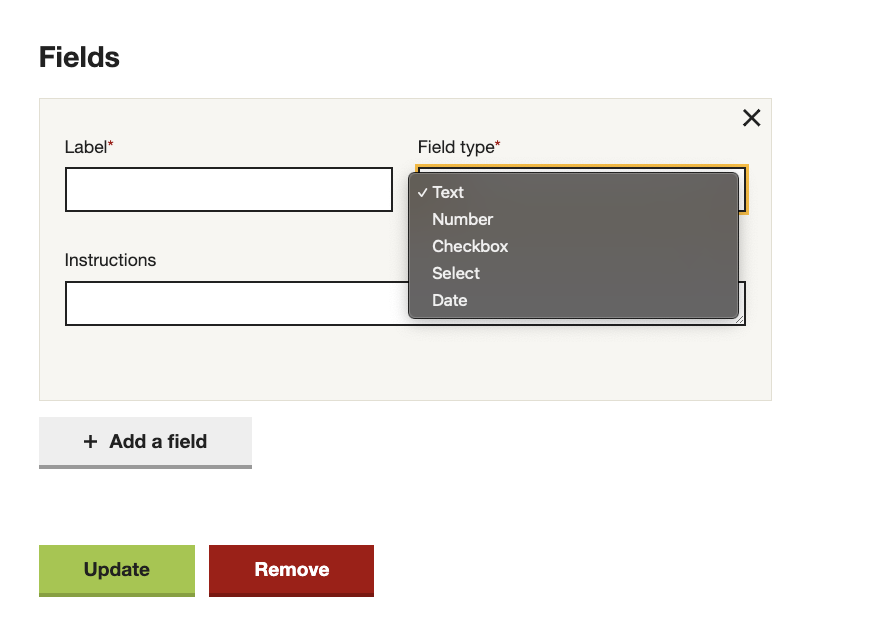 Fields
Label*
Field type*
✓ Text
Number
Checkbox
Select
Date
Instructions
+ Add a field
Update
Remove